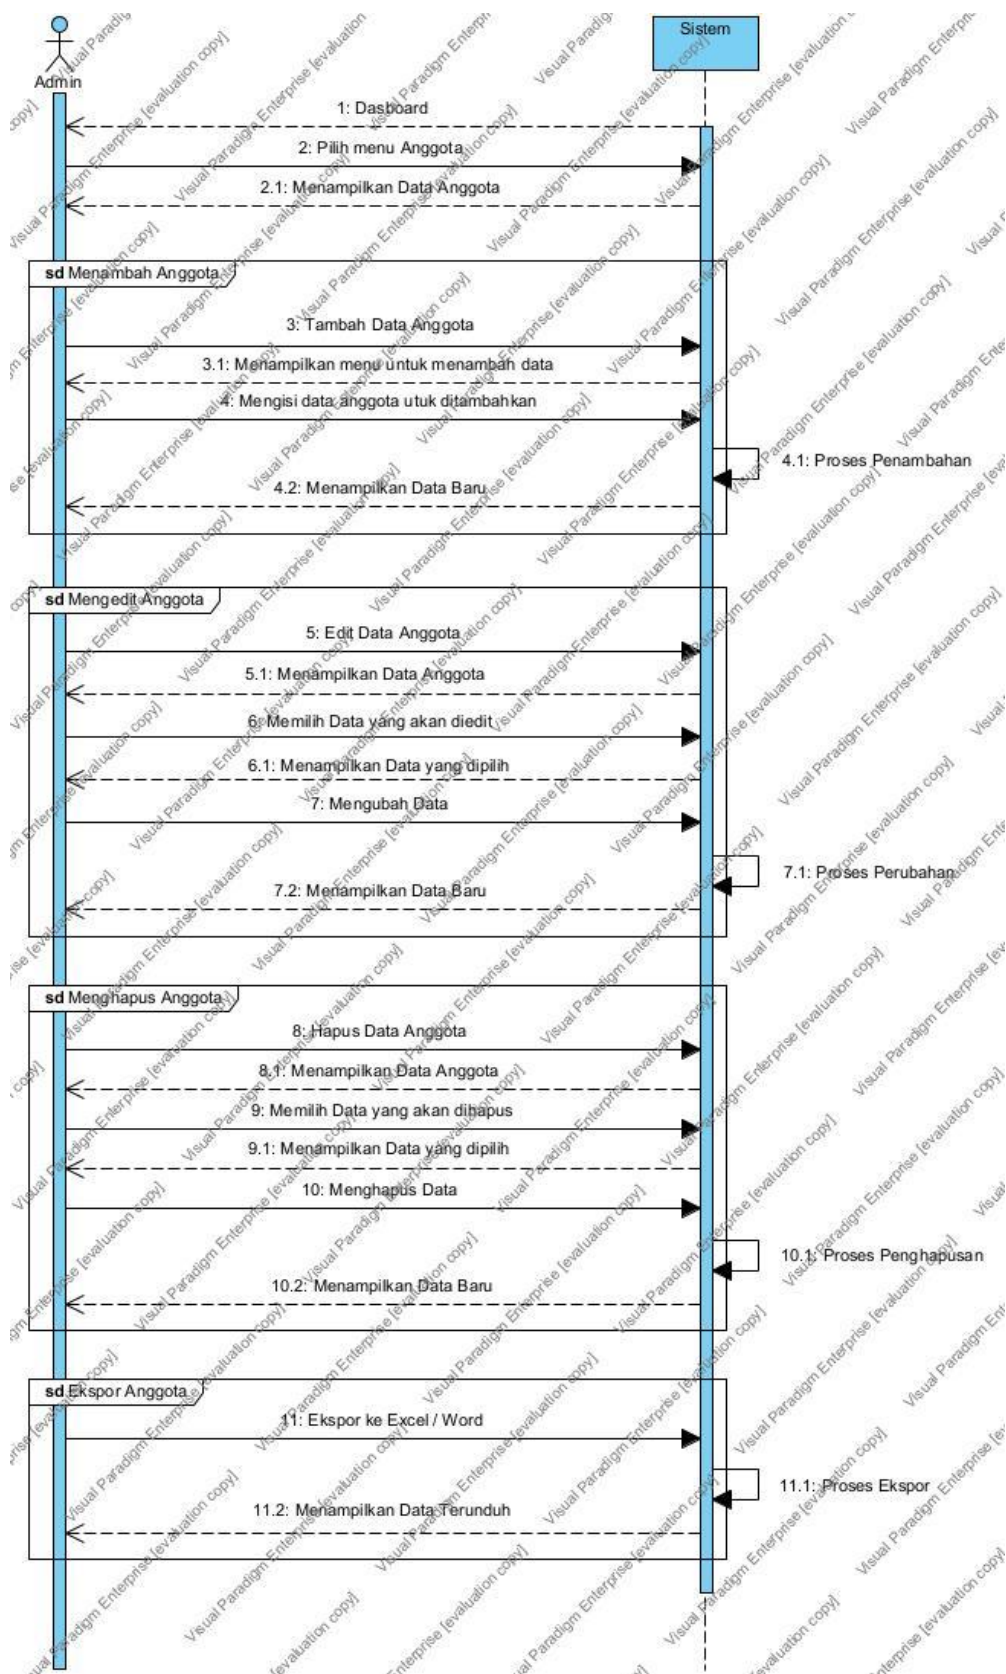 Admin
Sistem
1: Dasboard
2: Pilih menu Anggota
2.1: Menampilkan Data Anggota
sd Menambah Anggota
3: Tambah Data Anggota
3.1: Menampilkan menu untuk menambah data
4: Mengisi data anggota utuk ditambahkan
4.1: Proses Penambahan
4.2: Menampilkan Data Baru
sd Mengedit Anggota
5: Edit Data Anggota
5.1: Menampilkan Data Anggota
6: Memilih Data yang akan diedit
6.1: Menampilkan Data yang dipilih
7: Mengubah Data
7.1: Proses Perubahan
7.2: Menampilkan Data Baru
sd Menghapus Anggota
8: Hapus Data Anggota
8.1: Menampilkan Data Anggota
9: Memilih Data yang akan dihapus
9.1: Menampilkan Data yang dipilih
10: Menghapus Data
10.1: Proses Penghapusan
10.2: Menampilkan Data Baru
sd Ekspor Anggota
11: Ekspor ke Excel / Word
11.1: Proses Ekspor
11.2: Menampilkan Data Terunduh
Visual Paradigm Enterprise [evaluation copy]